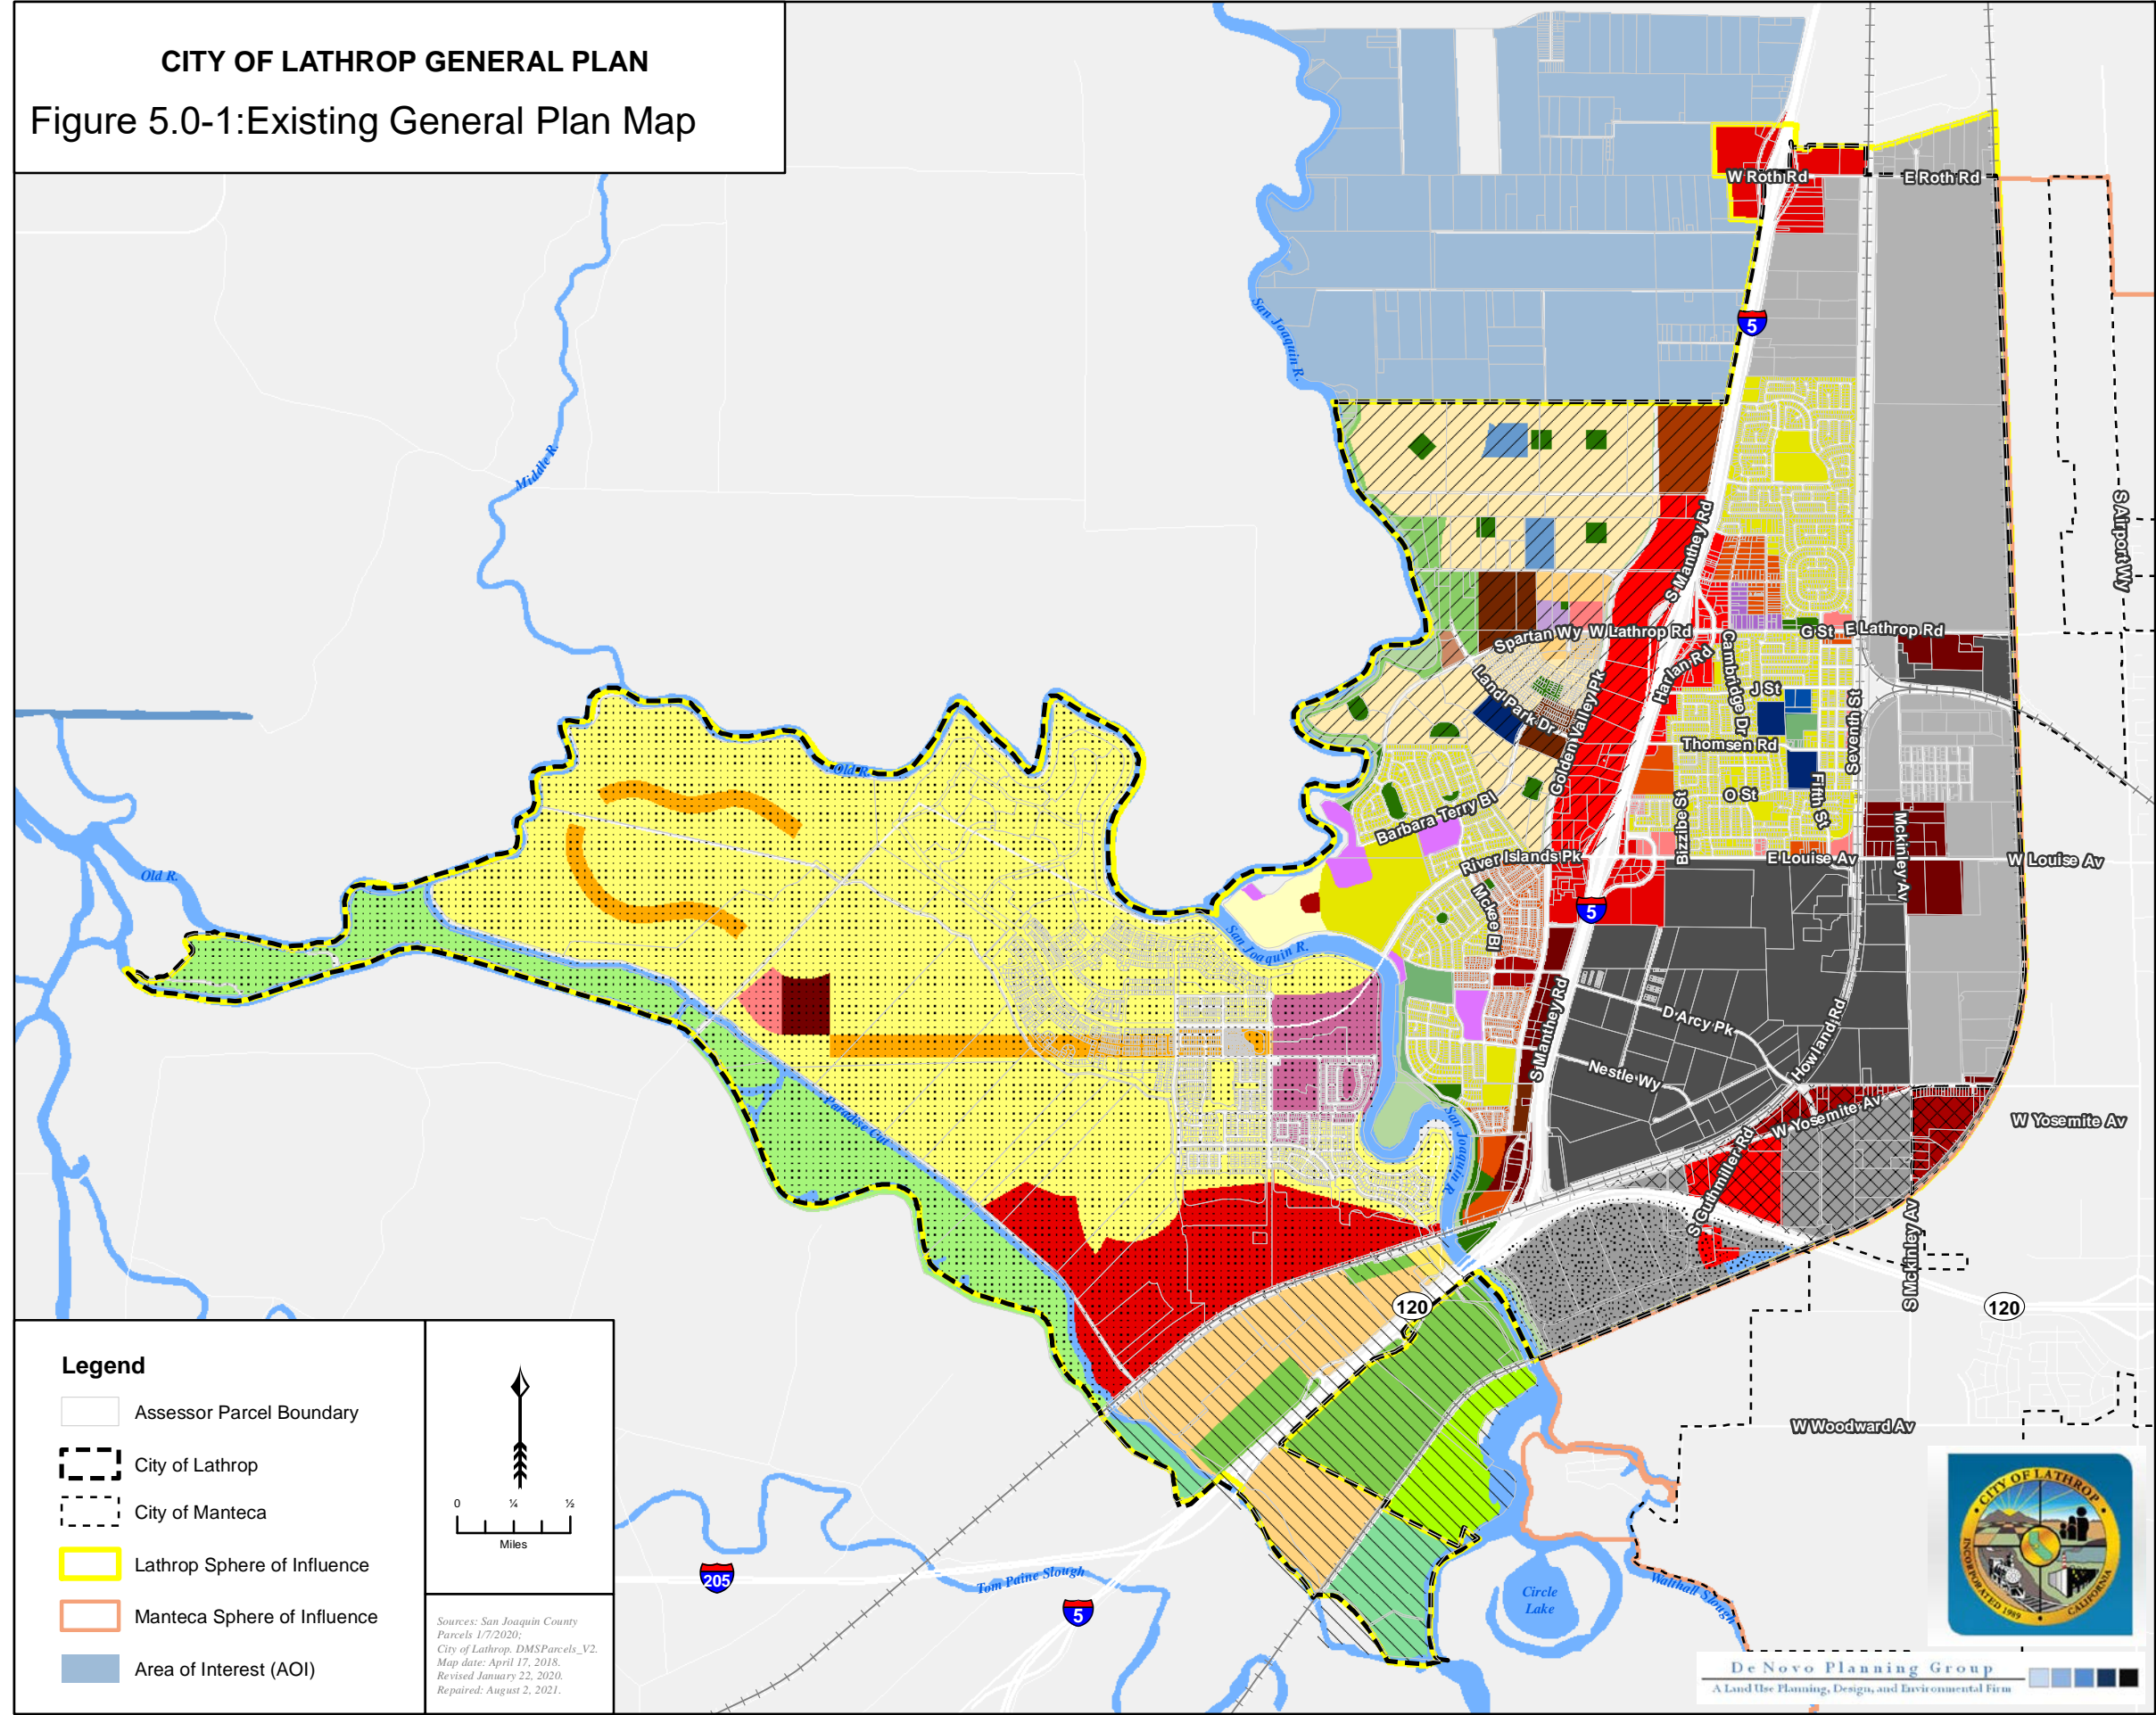 CITY OF LATHROP GENERAL PLAN
Figure 5.0-1:Existing General Plan Map
W Roth Rd
E Roth Rd
San Joaquin R.
5
Middle R.
S Airport Wy
S Manthey Rd
Spartan Wy
W Lathrop Rd
G St
E Lathrop Rd
Harlan Rd
Cambridge Dr
J St
Land Park Dr
Golden Valley Pk
Thomsen Rd
Seventh St
Old R.
O St
Fifth St
Bizzibe St
Barbara Terry Bl
Mckinley Av
River Islands Pk
E Louise Av
W Louise Av
Old R.
Mckee Bl
5
San Joaquin R.
S Manthey Rd
D Arcy Pk
Howland Rd
Nestle Wy
Paradise Cut
W Yosemite Av
W Yosemite Av
San Joaquin R
S Guthmiller Rd
S Mckinley Av
120
120
W Woodward Av
Legend
Assessor Parcel Boundary
City of Lathrop
City of Manteca
Lathrop Sphere of Influence
Manteca Sphere of Influence
Area of Interest (AOI)
0 ¼ ½
Miles
Sources: San Joaquin County
Parcels 1/7/2020;
City of Lathrop. DMSParcels_V2.
Map date: April 17, 2018.
Revised January 22, 2020.
Repaired: August 2, 2021.
205
Tom Paine Slough
5
Circle
Lake
Walthall Slough
CITY OF LATHROP
INCORPORATED 1989
CALIFORNIA
De Novo Planning Group
A Land Use Planning, Design, and Environmental Firm